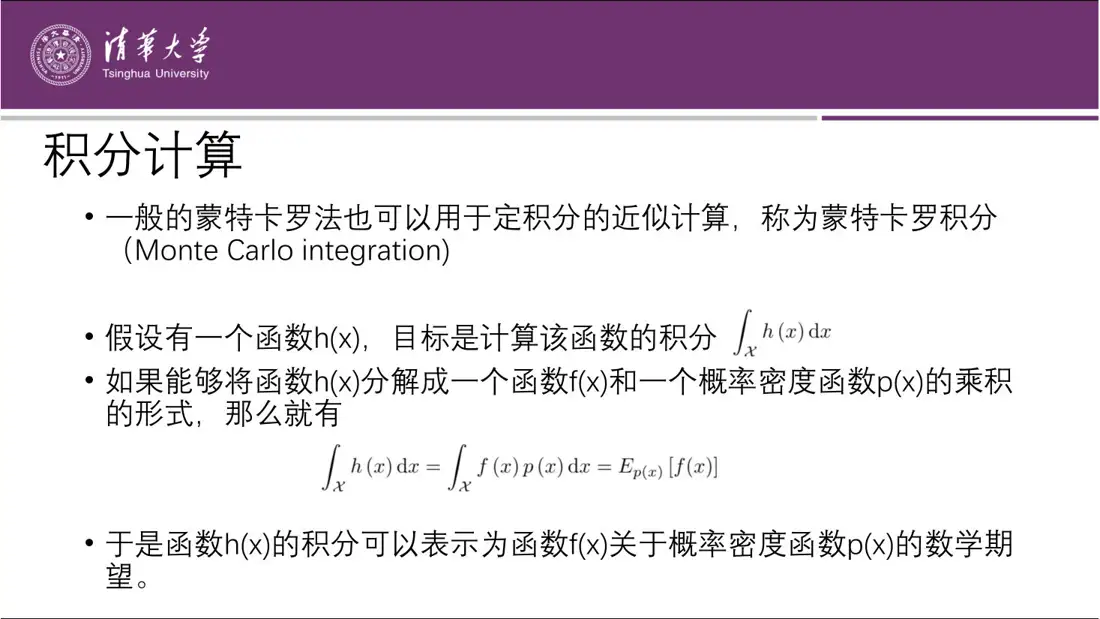 清华大学
Tsinghua University
积分计算
• 一般的蒙特卡罗法也可以用于定积分的近似计算，称为蒙特卡罗积分
（Monte Carlo integration)
• 假设有一个函数h(x)，目标是计算该函数的积分 ∫_𝒳 h (x) dx
• 如果能够将函数h(x)分解成一个函数f(x)和一个概率密度函数p(x)的乘积
的形式，那么就有
∫_𝒳 h (x) dx = ∫_𝒳 f (x) p (x) dx = E_{p(x)} [f(x)]
• 于是函数h(x)的积分可以表示为函数f(x)关于概率密度函数p(x)的数学期
望。